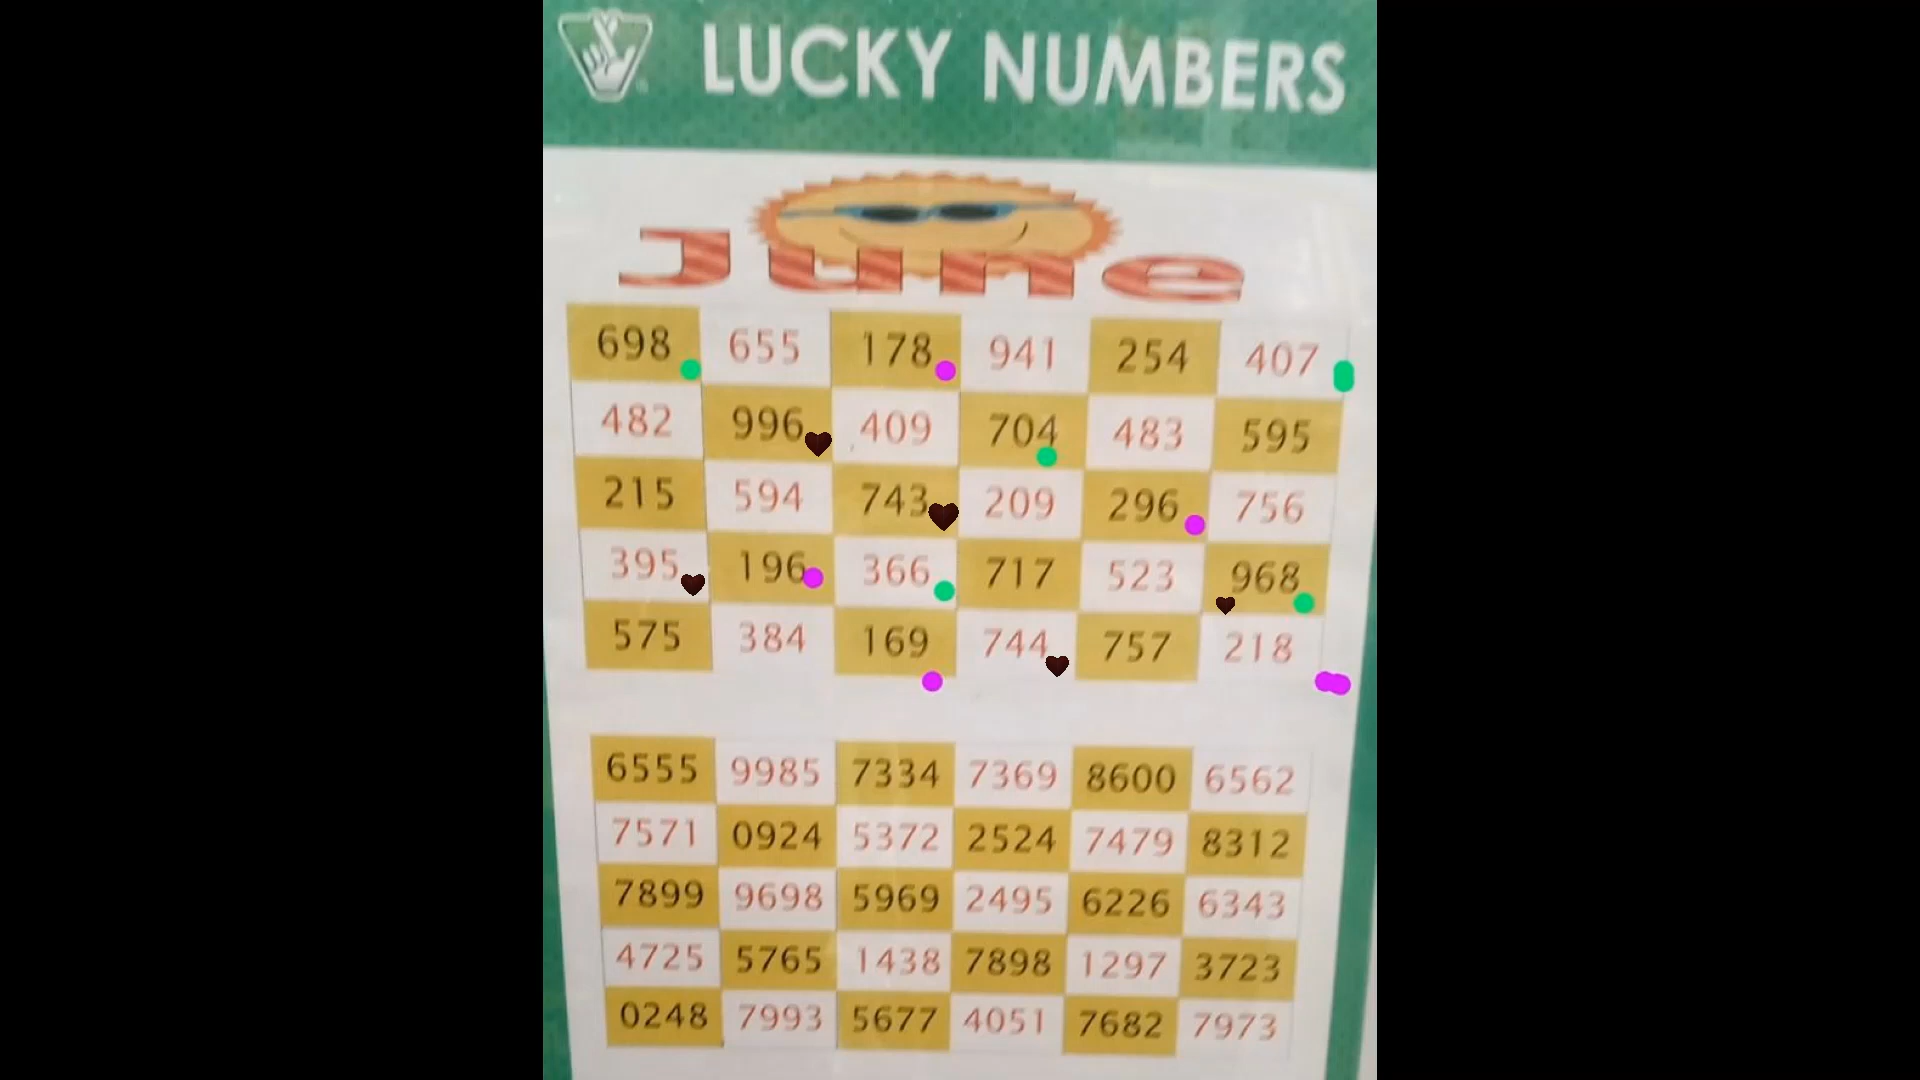 LUCKY NUMBERS
June
698 655 178 941 254 407
482 996 409 704 483 595
215 594 743 209 296 756
395 196 366 717 523 968
575 384 169 744 757 218
6555 9985 7334 7369 8600 6562
7571 0924 5372 2524 7479 8312
7899 9698 5969 2495 6226 6343
4725 5765 1438 7898 1297 3723
0248 7993 5677 4051 7682 7973